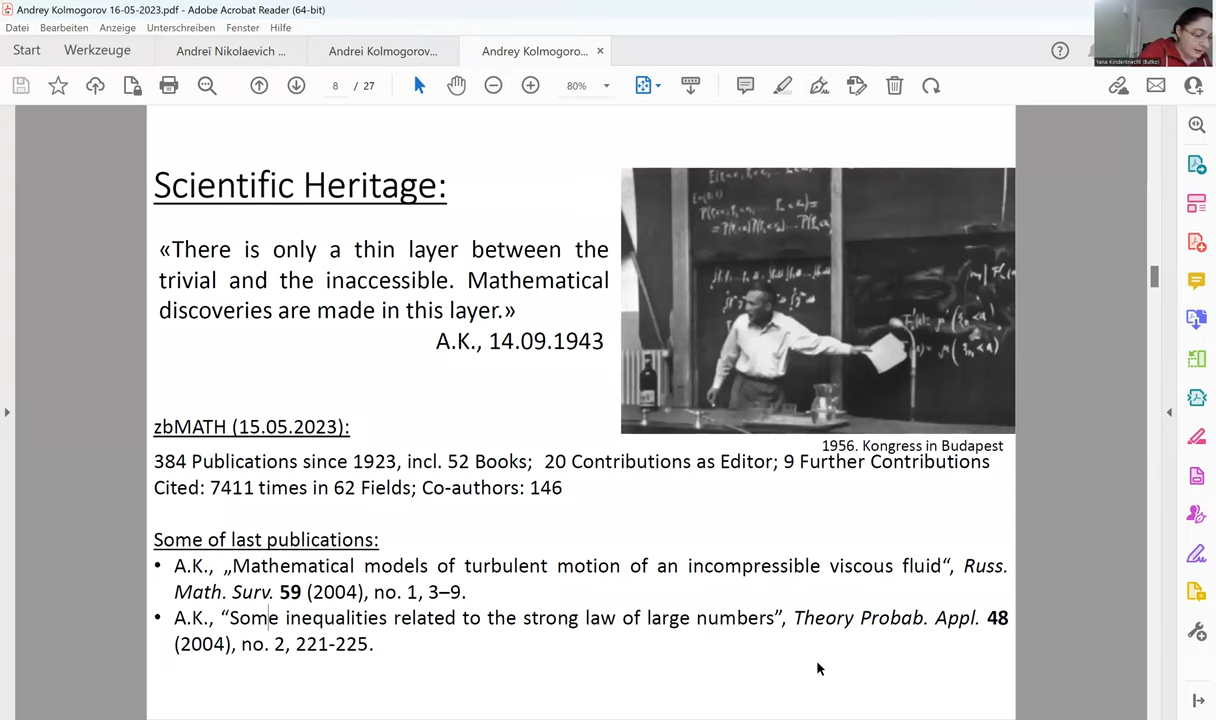 Andrey Kolmogorov 16-05-2023.pdf - Adobe Acrobat Reader (64-bit)
Datei Bearbeiten Anzeige Unterschreiben Fenster Hilfe
Start Werkzeuge Andreï Nikolaevich ... Andrei Kolmogorov... Andrey Kolmogoro... ×
Yana Kinderknecht (Butko)
8 / 27 80%
Scientific Heritage:
«There is only a thin layer between the
trivial and the inaccessible. Mathematical
discoveries are made in this layer.»
A.K., 14.09.1943
1956. Kongress in Budapest
zbMATH (15.05.2023):
384 Publications since 1923, incl. 52 Books; 20 Contributions as Editor; 9 Further Contributions
Cited: 7411 times in 62 Fields; Co-authors: 146
Some of last publications:
• A.K., „Mathematical models of turbulent motion of an incompressible viscous fluid“, Russ.
Math. Surv. 59 (2004), no. 1, 3–9.
• A.K., “Some inequalities related to the strong law of large numbers”, Theory Probab. Appl. 48
(2004), no. 2, 221-225.